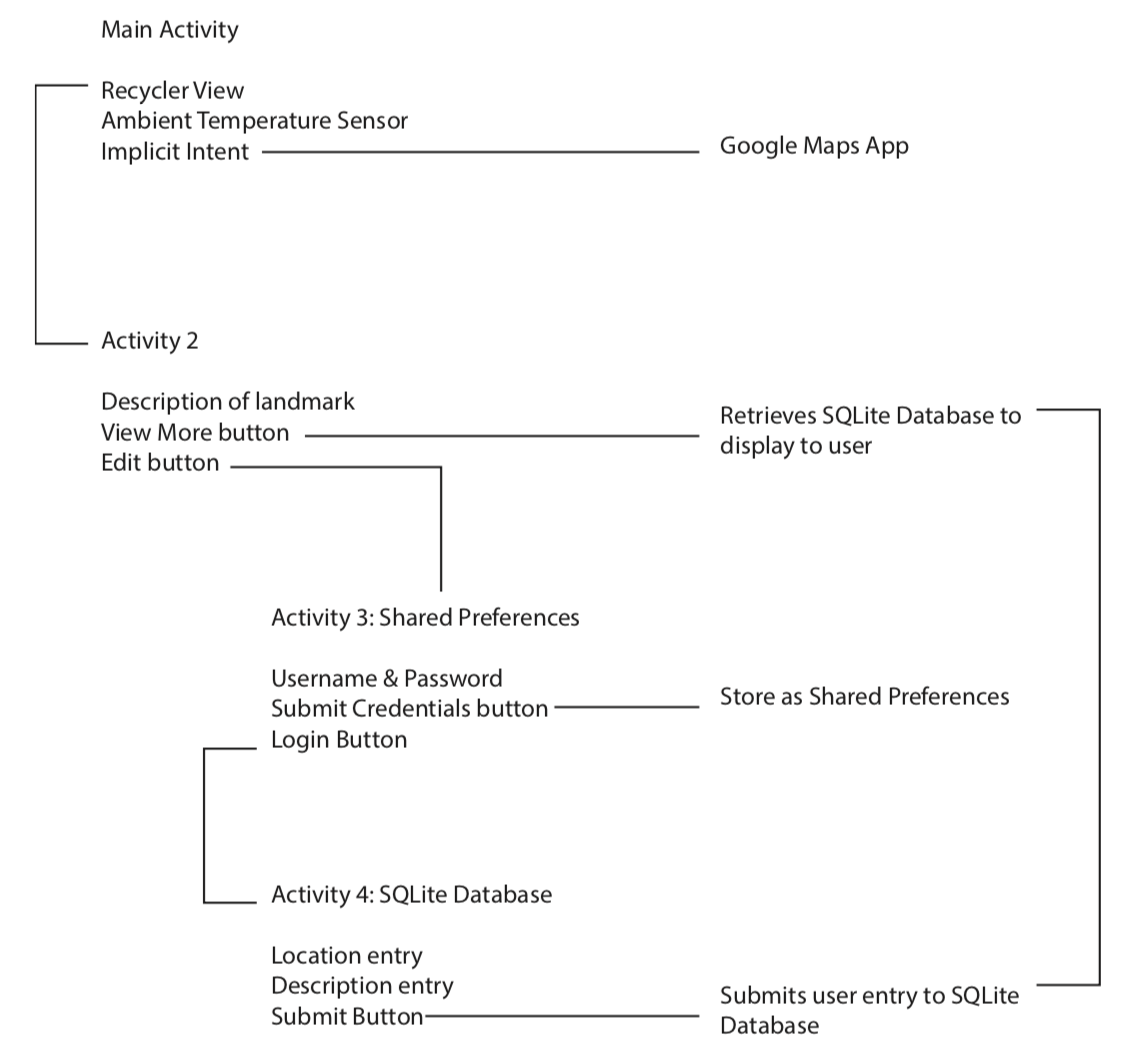 Main Activity
Recycler View
Ambient Temperature Sensor
Implicit Intent
Google Maps App
Activity 2
Description of landmark
View More button
Edit button
Retrieves SQLite Database to
display to user
Activity 3: Shared Preferences
Username & Password
Submit Credentials button
Login Button
Store as Shared Preferences
Activity 4: SQLite Database
Location entry
Description entry
Submit Button
Submits user entry to SQLite
Database